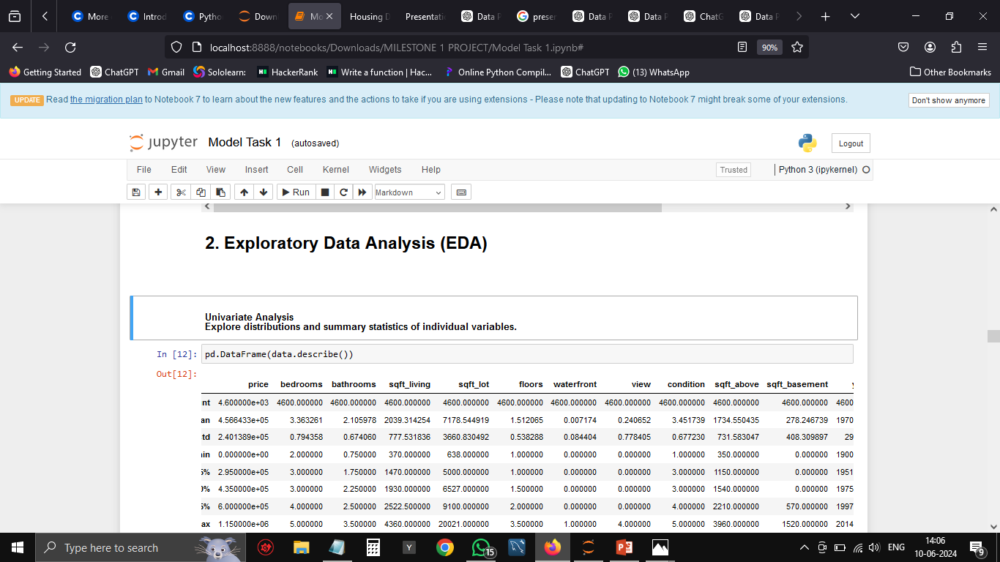 More
Introd
Pytho
Down
Mo
Housing D
Presentati
Data P
preser
Data P
Data P
ChatG
Data P
localhost:8888/notebooks/Downloads/MILESTONE 1 PROJECT/Model Task 1.ipynb#
90%
Getting Started ChatGPT Gmail Sololearn: HackerRank Write a function | Hac... Online Python Compil... ChatGPT (13) WhatsApp Other Bookmarks
UPDATE Read the migration plan to Notebook 7 to learn about the new features and the actions to take if you are using extensions - Please note that updating to Notebook 7 might break some of your extensions. Don't show anymore
jupyter Model Task 1 (autosaved) Logout
File Edit View Insert Cell Kernel Widgets Help Trusted Python 3 (ipykernel)
Run Markdown
2. Exploratory Data Analysis (EDA)
Univariate Analysis
Explore distributions and summary statistics of individual variables.
In [12]: pd.DataFrame(data.describe())
Out[12]:
price bedrooms bathrooms sqft_living sqft_lot floors waterfront view condition sqft_above sqft_basement y
nt 4.600000e+03 4600.000000 4600.000000 4600.000000 4600.000000 4600.000000 4600.000000 4600.000000 4600.000000 4600.000000 4600.000000 4600
an 4.566433e+05 3.363261 2.105978 2039.314254 7178.544919 1.512065 0.007174 0.240652 3.451739 1734.550435 278.246739 1970
td 2.401389e+05 0.794358 0.674060 777.531836 3660.830492 0.538288 0.084404 0.778405 0.677230 731.583047 408.309897 29
in 0.000000e+00 2.000000 0.750000 370.000000 638.000000 1.000000 0.000000 0.000000 1.000000 350.000000 0.000000 1900
5% 2.950000e+05 3.000000 1.750000 1470.000000 5000.000000 1.000000 0.000000 0.000000 3.000000 1150.000000 0.000000 1951
0% 4.350000e+05 3.000000 2.250000 1930.000000 6527.000000 1.500000 0.000000 0.000000 3.000000 1540.000000 0.000000 1975
5% 6.000000e+05 4.000000 2.500000 2522.500000 9100.000000 2.000000 0.000000 0.000000 4.000000 2210.000000 570.000000 1997
ax 1.150000e+06 5.000000 3.500000 4360.000000 20021.000000 3.500000 1.000000 4.000000 5.000000 3960.000000 1520.000000 2014
Type here to search
15
ENG
14:06
10-06-2024
9